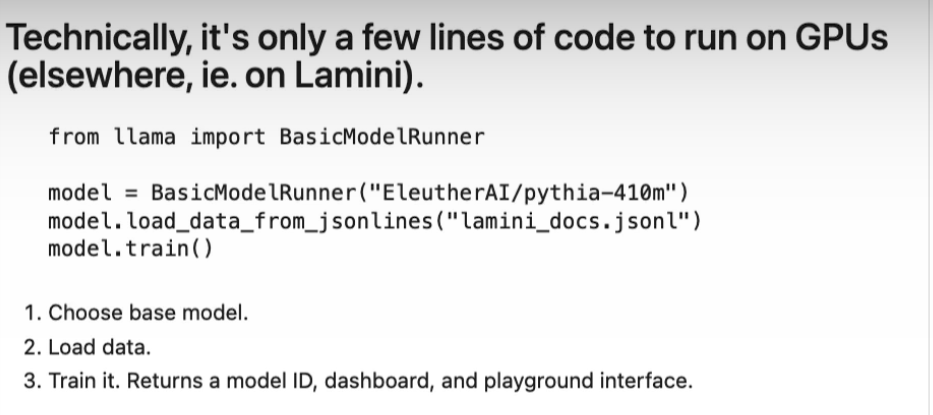 Technically, it's only a few lines of code to run on GPUs
(elsewhere, ie. on Lamini).
from llama import BasicModelRunner
model = BasicModelRunner("EleutherAI/pythia-410m")
model.load_data_from_jsonlines("lamini_docs.jsonl")
model.train()
1. Choose base model.
2. Load data.
3. Train it. Returns a model ID, dashboard, and playground interface.